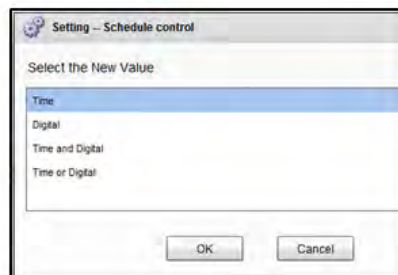 Setting -- Schedule control
Select the New Value
Time
Digital
Time and Digital
Time or Digital
OK Cancel